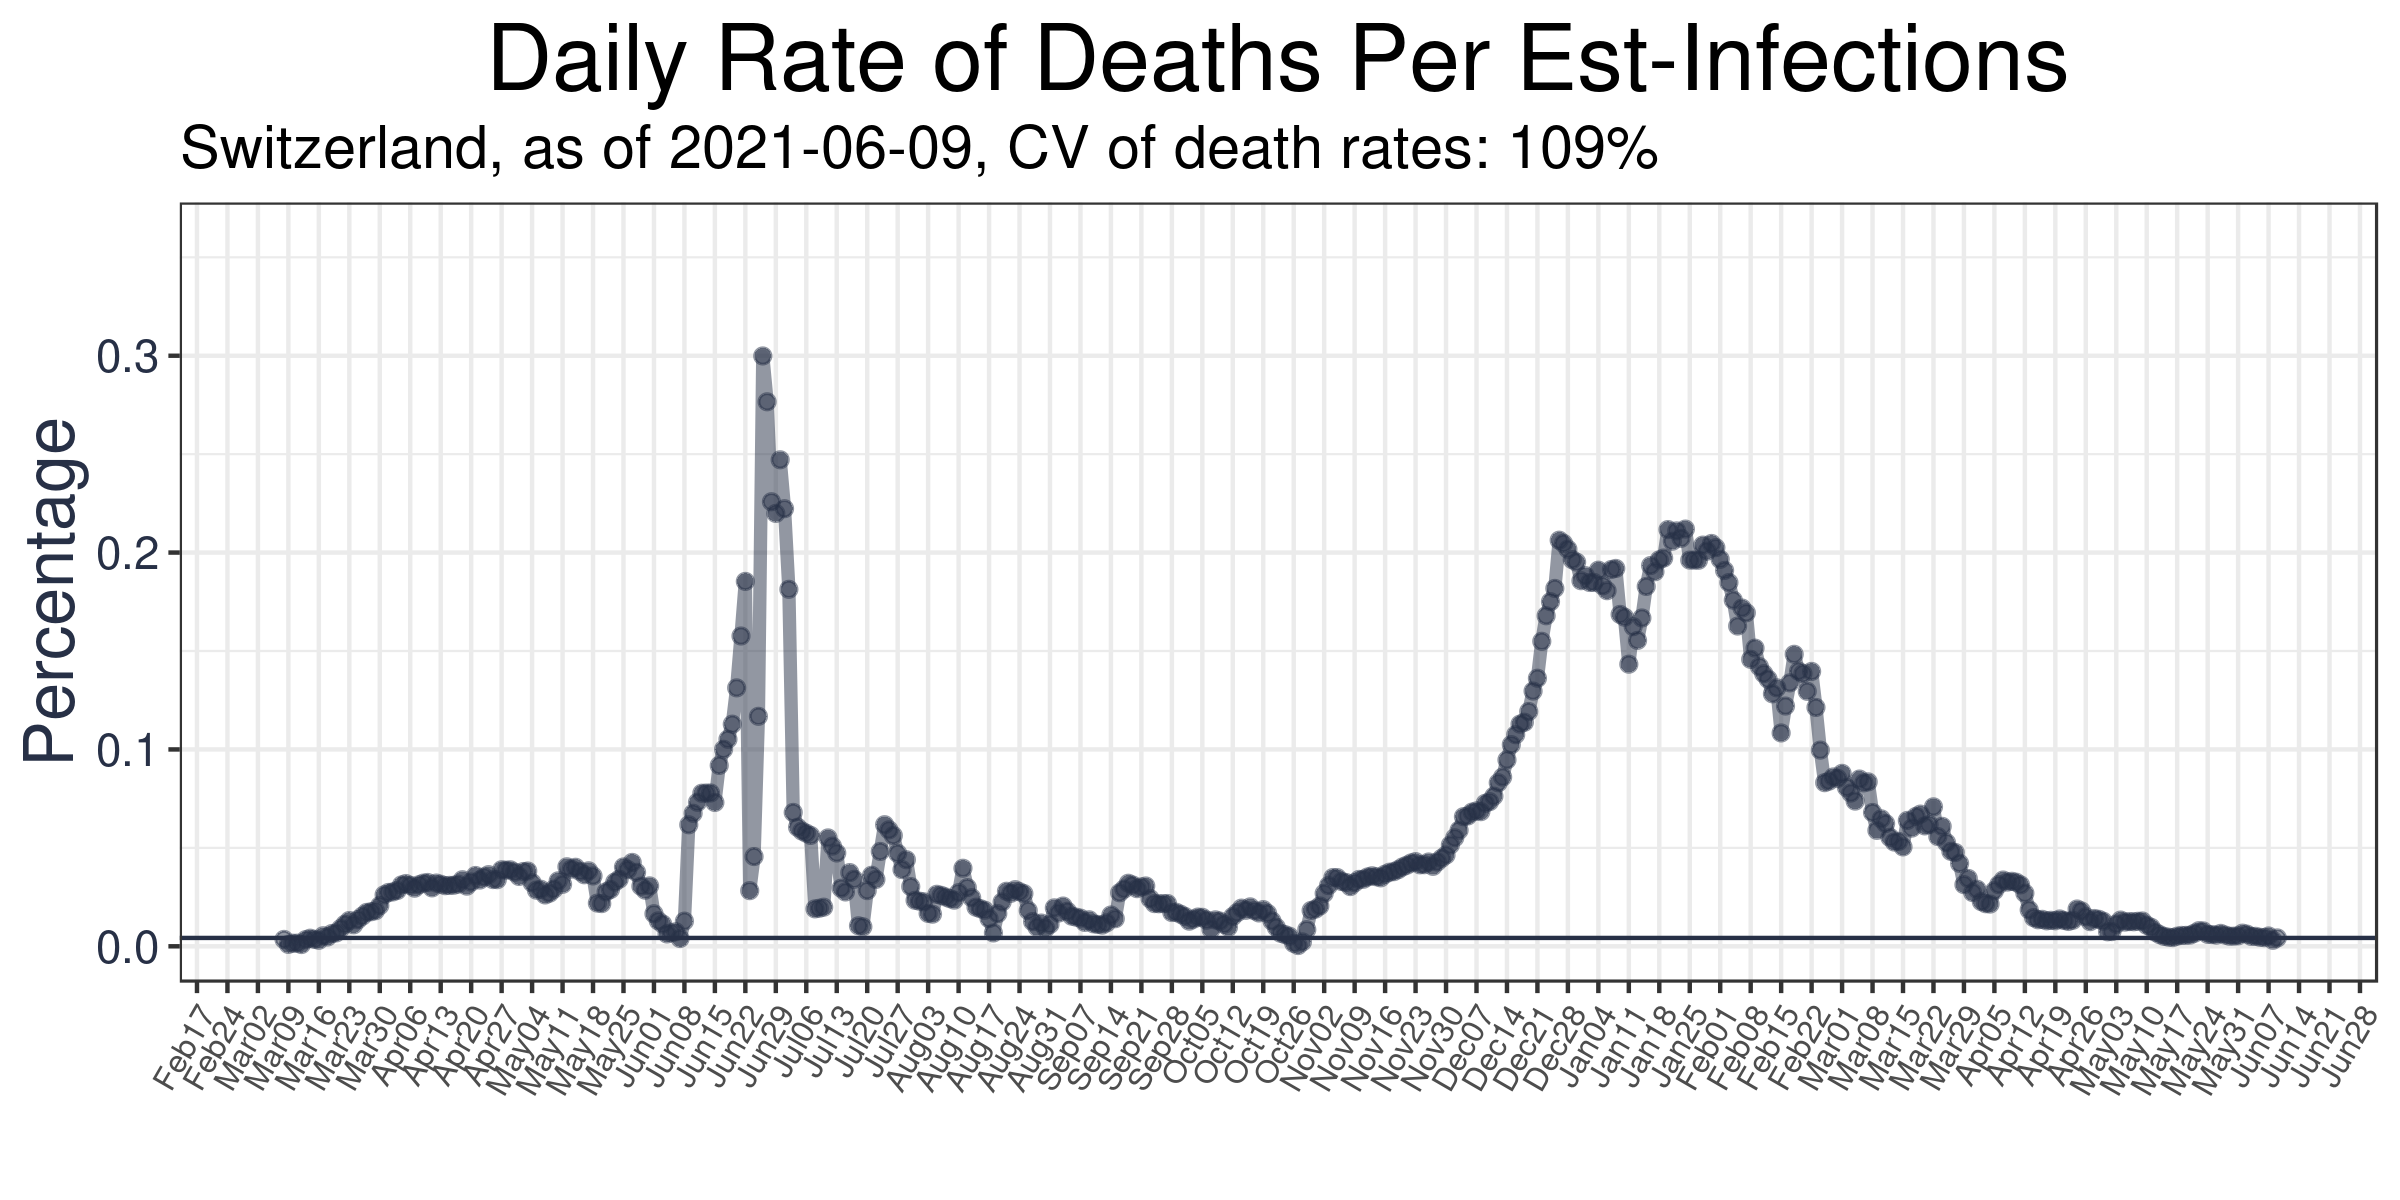 Daily Rate of Deaths Per Est-Infections
Switzerland, as of 2021-06-09, CV of death rates: 109%
Percentage
0.3
0.2
0.1
0.0
Feb17
Feb24
Mar02
Mar09
Mar16
Mar23
Mar30
Apr06
Apr13
Apr20
Apr27
May04
May11
May18
May25
Jun01
Jun08
Jun15
Jun22
Jun29
Jul06
Jul13
Jul20
Jul27
Aug03
Aug10
Aug17
Aug24
Aug31
Sep07
Sep14
Sep21
Sep28
Oct05
Oct12
Oct19
Oct26
Nov02
Nov09
Nov16
Nov23
Nov30
Dec07
Dec14
Dec21
Dec28
Jan04
Jan11
Jan18
Jan25
Feb01
Feb08
Feb15
Feb22
Mar01
Mar08
Mar15
Mar22
Mar29
Apr05
Apr12
Apr19
Apr26
May03
May10
May17
May24
May31
Jun07
Jun14
Jun21
Jun28